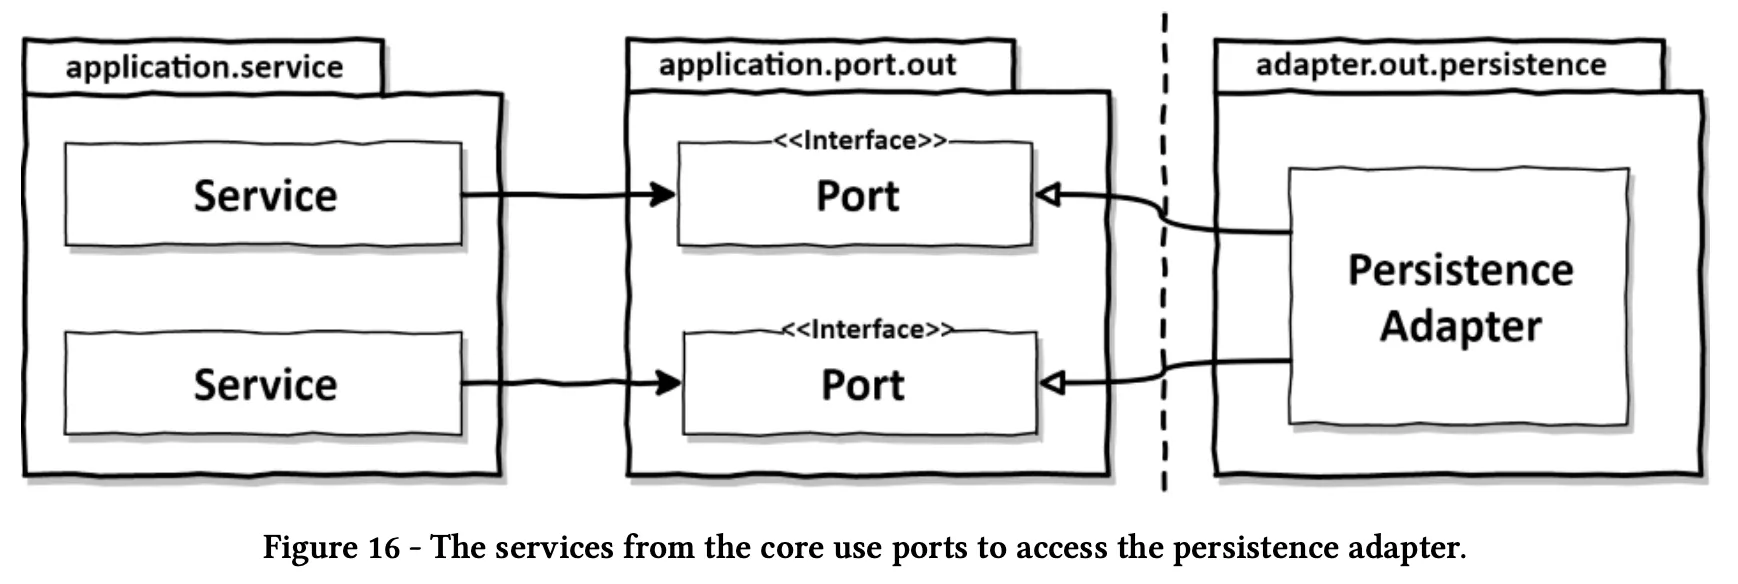 application.service
application.port.out
adapter.out.persistence
<<Interface>>
Service
Port
Persistence
Adapter
<<Interface>>
Service
Port
Figure 16 - The services from the core use ports to access the persistence adapter.